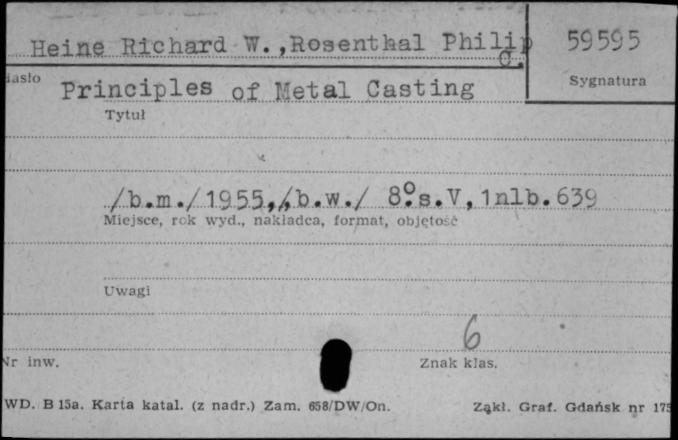 Heine Richard W.,Rosenthal Philip C.
59595
Hasło
Sygnatura
Principles of Metal Casting
Tytuł
/b.m./1955,/b.w./ 8°s.V,1nlb.639
Miejsce, rok wyd., nakładca, format, objętość
Uwagi
6
Nr inw.
Znak klas.
WD. B 15a. Karta katal. (z nadr.) Zam. 658/DW/On.
Zakł. Graf. Gdańsk nr 175